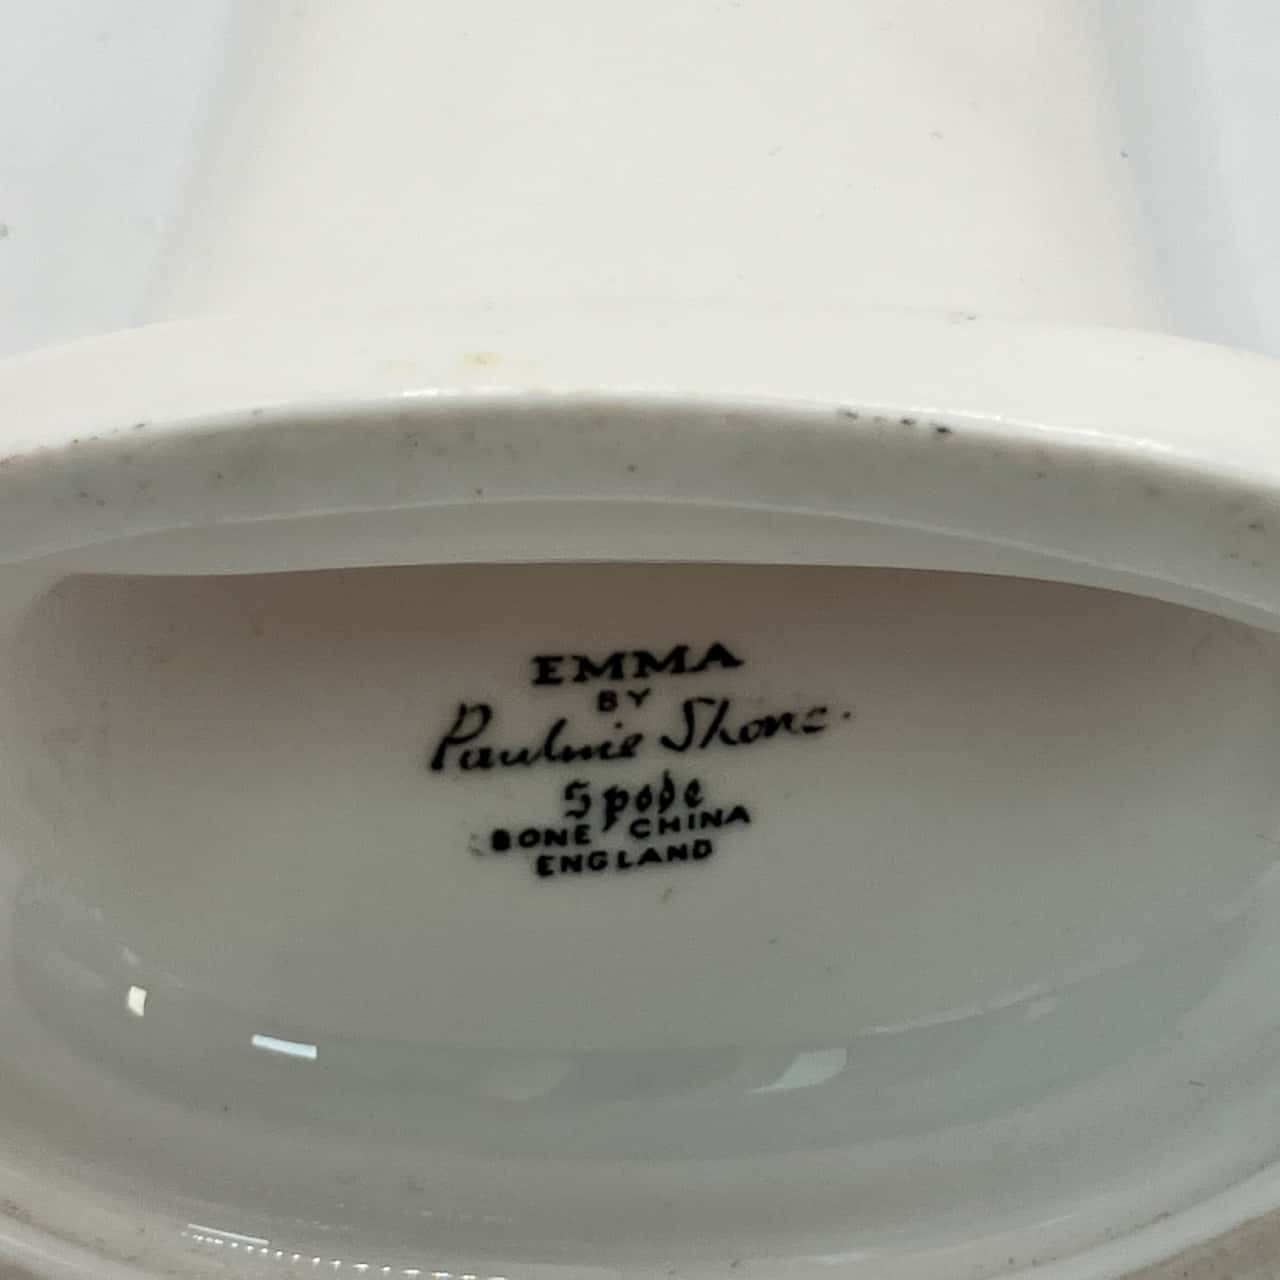 EMMA
BY
Pauline Shone.
Spode
BONE CHINA
ENGLAND